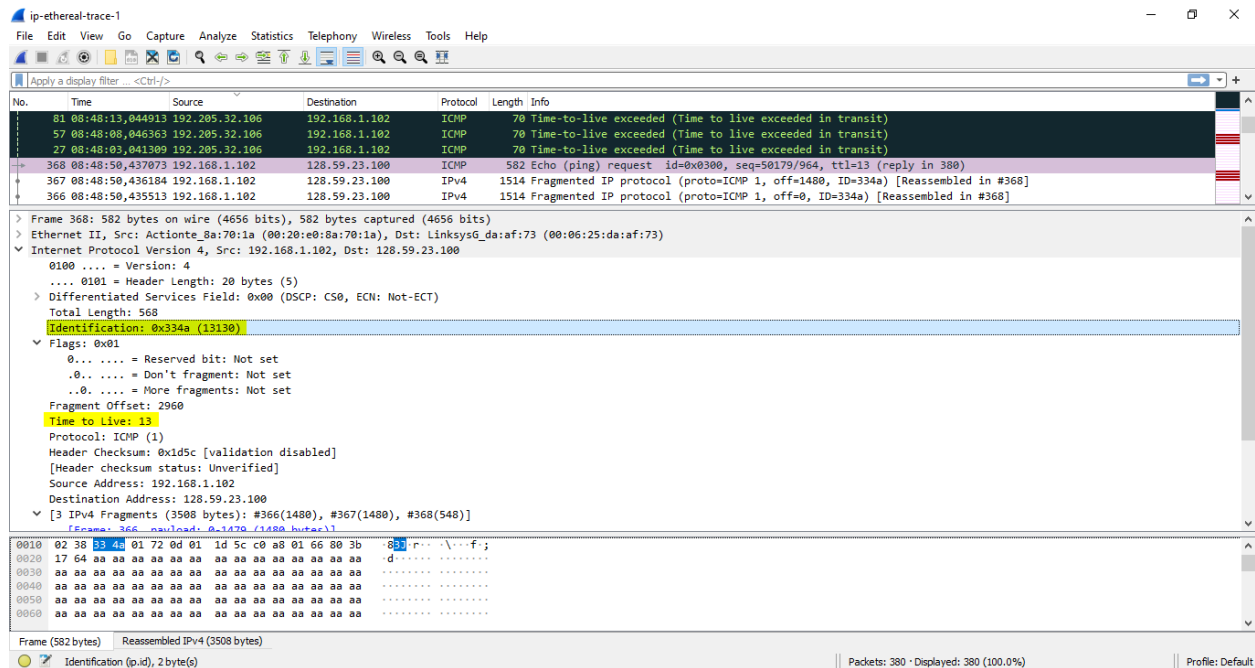 ip-ethereal-trace-1
File Edit View Go Capture Analyze Statistics Telephony Wireless Tools Help
Apply a display filter ... <Ctrl-/>
No. Time Source Destination Protocol Length Info
81 08:48:13,044913 192.205.32.106 192.168.1.102 ICMP 70 Time-to-live exceeded (Time to live exceeded in transit)
57 08:48:08,046363 192.205.32.106 192.168.1.102 ICMP 70 Time-to-live exceeded (Time to live exceeded in transit)
27 08:48:03,041309 192.205.32.106 192.168.1.102 ICMP 70 Time-to-live exceeded (Time to live exceeded in transit)
368 08:48:50,437073 192.168.1.102 128.59.23.100 ICMP 582 Echo (ping) request id=0x0300, seq=50179/964, ttl=13 (reply in 380)
367 08:48:50,436184 192.168.1.102 128.59.23.100 IPv4 1514 Fragmented IP protocol (proto=ICMP 1, off=1480, ID=334a) [Reassembled in #368]
366 08:48:50,435513 192.168.1.102 128.59.23.100 IPv4 1514 Fragmented IP protocol (proto=ICMP 1, off=0, ID=334a) [Reassembled in #368]
Frame 368: 582 bytes on wire (4656 bits), 582 bytes captured (4656 bits)
Ethernet II, Src: Actionte_8a:70:1a (00:20:e0:8a:70:1a), Dst: LinksysG_da:af:73 (00:06:25:da:af:73)
Internet Protocol Version 4, Src: 192.168.1.102, Dst: 128.59.23.100
0100 .... = Version: 4
.... 0101 = Header Length: 20 bytes (5)
Differentiated Services Field: 0x00 (DSCP: CS0, ECN: Not-ECT)
Total Length: 568
Identification: 0x334a (13130)
Flags: 0x01
0... .... = Reserved bit: Not set
.0.. .... = Don't fragment: Not set
..0. .... = More fragments: Not set
Fragment Offset: 2960
Time to Live: 13
Protocol: ICMP (1)
Header Checksum: 0x1d5c [validation disabled]
[Header checksum status: Unverified]
Source Address: 192.168.1.102
Destination Address: 128.59.23.100
[3 IPv4 Fragments (3508 bytes): #366(1480), #367(1480), #368(548)]
[Frame: 366, payload: 0-1479 (1480 bytes)]
0010 02 38 33 4a 01 72 0d 01 1d 5c c0 a8 01 66 80 3b ·83J·r·· ·\···f·;
0020 17 64 aa aa aa aa aa aa aa aa aa aa aa aa aa aa ·d······ ········
0030 aa aa aa aa aa aa aa aa aa aa aa aa aa aa aa aa ········ ········
0040 aa aa aa aa aa aa aa aa aa aa aa aa aa aa aa aa ········ ········
0050 aa aa aa aa aa aa aa aa aa aa aa aa aa aa aa aa ········ ········
0060 aa aa aa aa aa aa aa aa aa aa aa aa aa aa aa aa ········ ········
Frame (582 bytes) Reassembled IPv4 (3508 bytes)
Identification (ip.id), 2 byte(s) Packets: 380 · Displayed: 380 (100.0%) Profile: Default